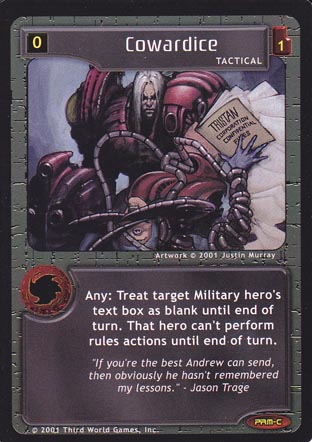 0
Cowardice
1
TACTICAL
TRISTAN
CORPORATION
CONFIDENTIAL
FILES
Artwork © 2001 Justin Murray
Any: Treat target Military hero's
text box as blank until end of
turn. That hero can't perform
rules actions until end of turn.
"If you're the best Andrew can send,
then obviously he hasn't remembered
my lessons." - Jason Trage
© 2001 Third World Games, Inc.
PRM-C